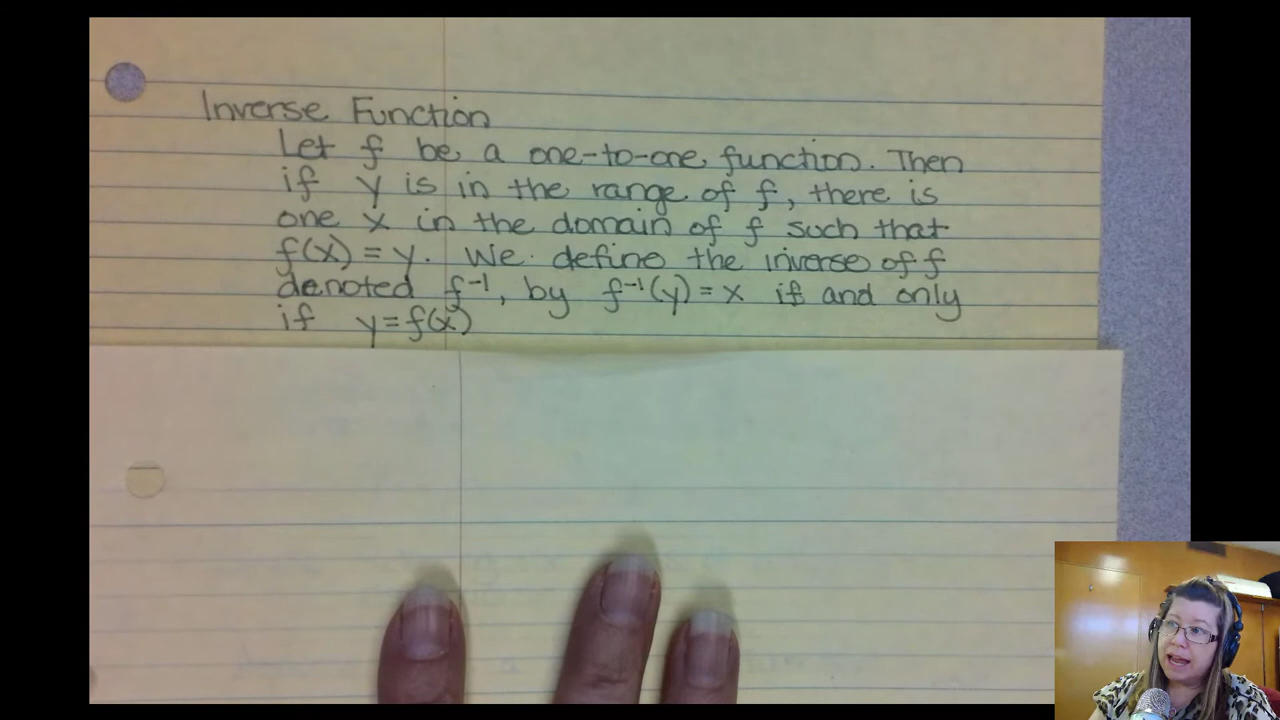 Inverse Function
Let f be a one-to-one function. Then
if y is in the range of f, there is
one x in the domain of f such that
f(x) = y. We define the inverse of f
denoted f⁻¹, by f⁻¹(y) = x if and only
if y = f(x)